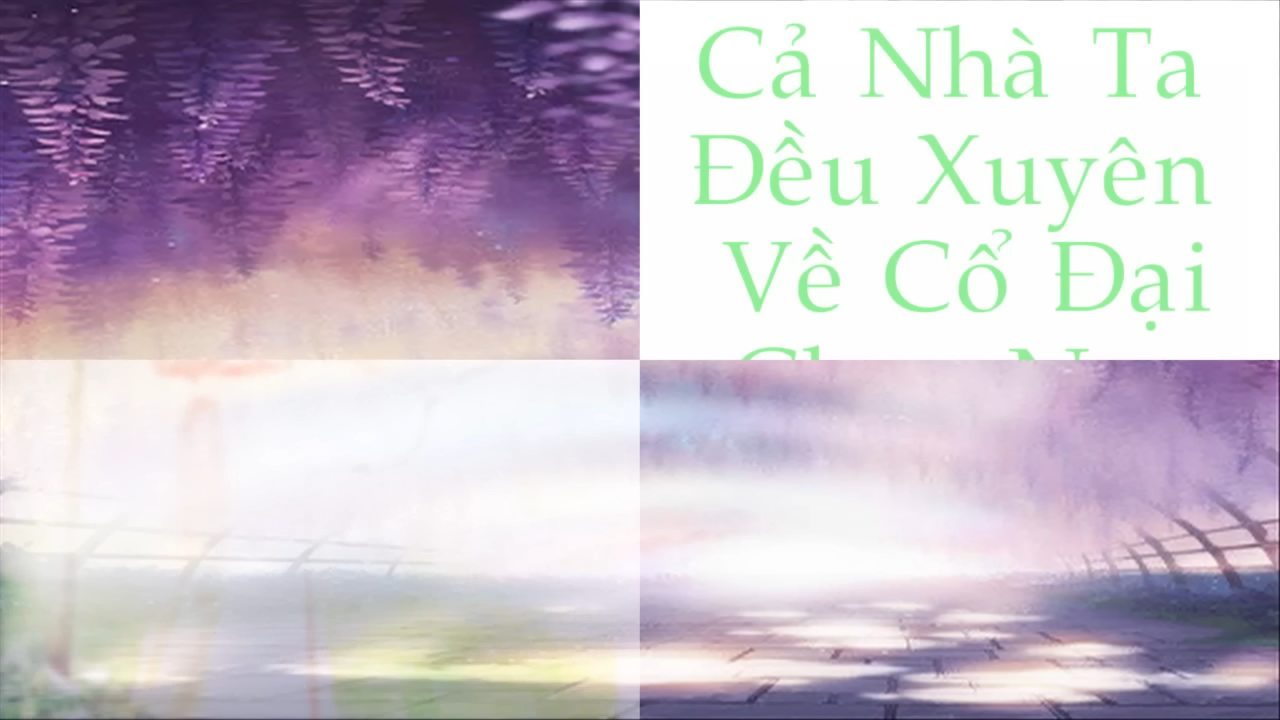 Cả Nhà Ta
Đều Xuyên
Về Cổ Đại